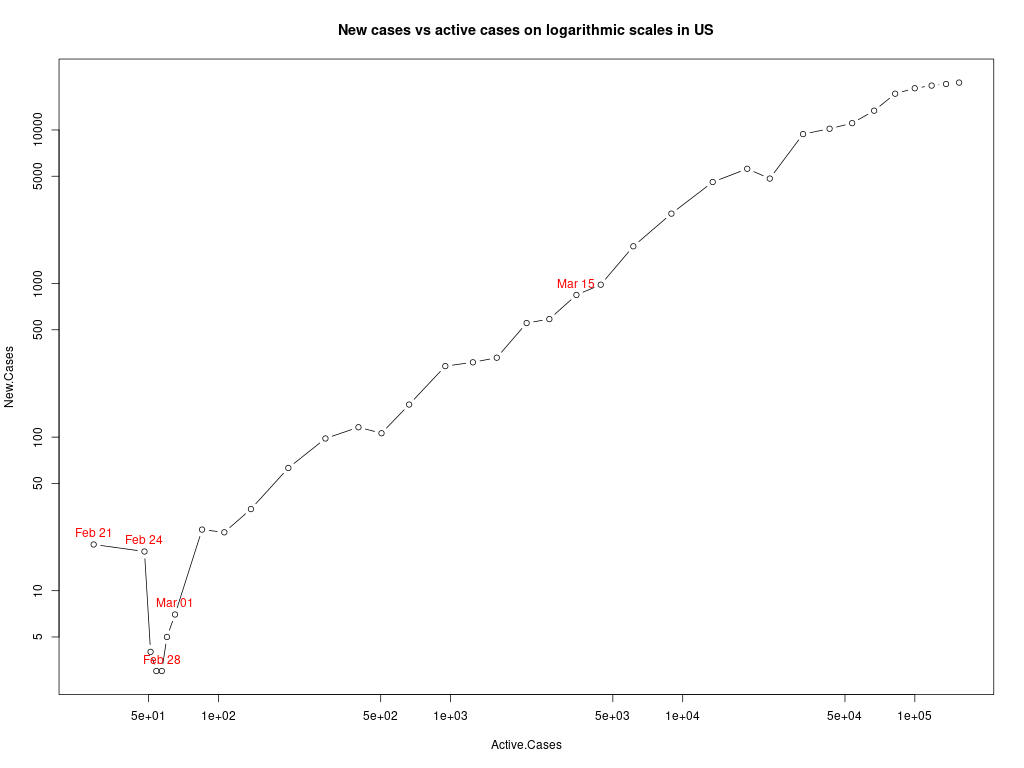 New cases vs active cases on logarithmic scales in US
New.Cases
10000
5000
1000
500
100
50
10
5
Mar 15
Feb 21
Feb 24
Mar 01
Feb 28
5e+01 1e+02 5e+02 1e+03 5e+03 1e+04 5e+04 1e+05
Active.Cases